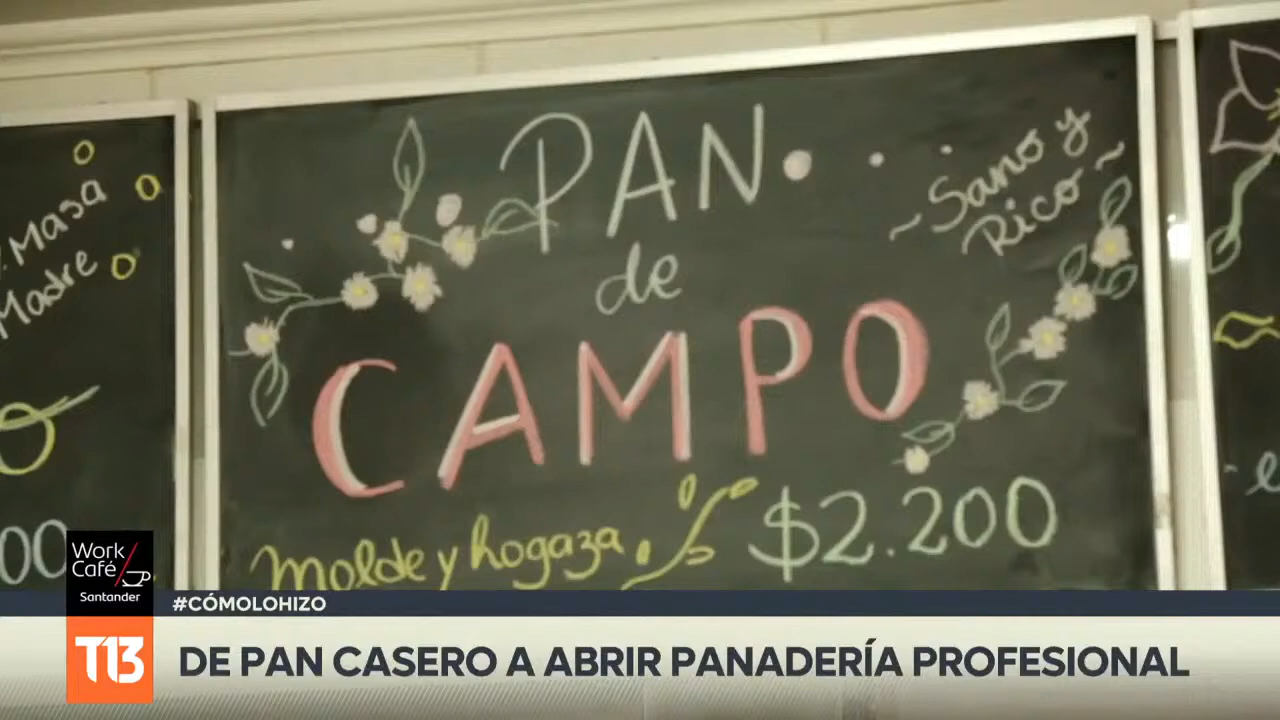 PAN
de
CAMPO
Sano y
Rico
Molde y hogaza
$2.200
Masa
Madre
00
Work
Café
Santander
#CÓMOLOHIZO
T13
DE PAN CASERO A ABRIR PANADERÍA PROFESIONAL